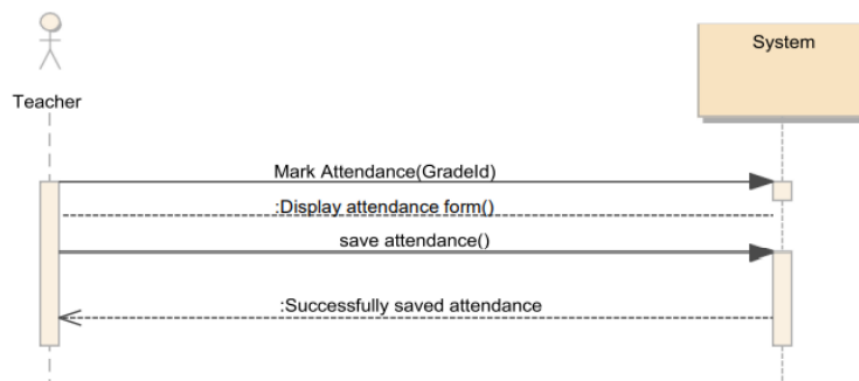 System
Teacher
Mark Attendance(GradeId)
:Display attendance form()
save attendance()
:Successfully saved attendance